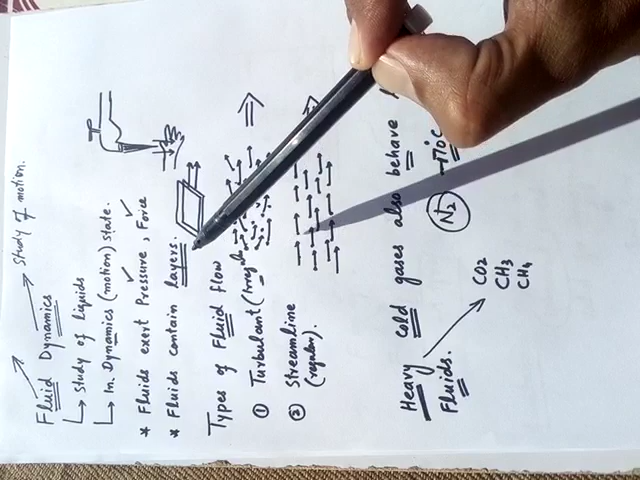 Fluid Dynamics Study of motion.
Study of liquids
In Dynamics (motion) state.
* Fluids exert Pressure, Force
* Fluids contain layers.
Types of Fluid Flow
① Turbulant (Irregul
② Streamline
(regular).
Heavy cold gases also behave
Fluids. N2 -170°C
CO2
CH3
CH4